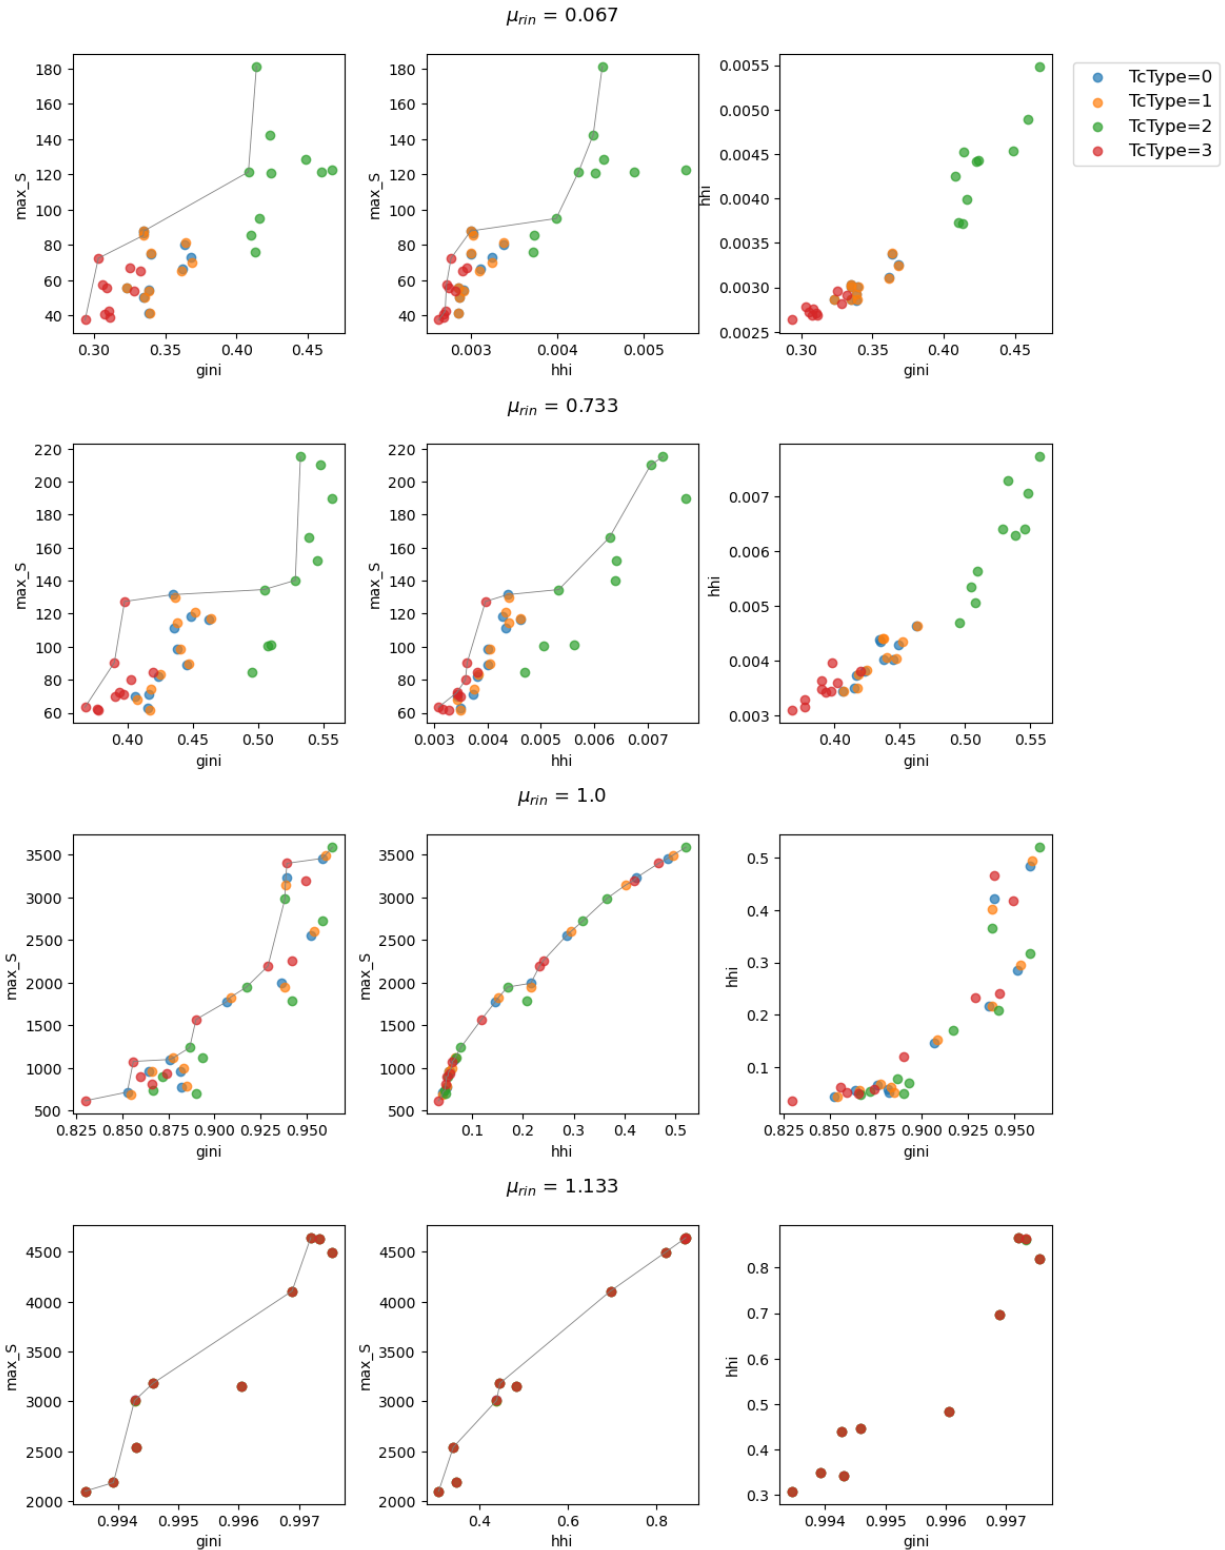 μrin = 0.067
180
160
140
120
100
80
60
40
max_S
0.30 0.35 0.40 0.45
gini
180
160
140
120
100
80
60
40
max_S
0.003 0.004 0.005
hhi
0.0055
0.0050
0.0045
0.0040
0.0035
0.0030
0.0025
hhi
0.30 0.35 0.40 0.45
gini
TcType=0
TcType=1
TcType=2
TcType=3
μrin = 0.733
220
200
180
160
140
120
100
80
60
max_S
0.40 0.45 0.50 0.55
gini
220
200
180
160
140
120
100
80
60
max_S
0.003 0.004 0.005 0.006 0.007
hhi
0.007
0.006
0.005
0.004
0.003
hhi
0.40 0.45 0.50 0.55
gini
μrin = 1.0
3500
3000
2500
2000
1500
1000
500
max_S
0.825 0.850 0.875 0.900 0.925 0.950
gini
3500
3000
2500
2000
1500
1000
500
max_S
0.1 0.2 0.3 0.4 0.5
hhi
0.5
0.4
0.3
0.2
0.1
hhi
0.825 0.850 0.875 0.900 0.925 0.950
gini
μrin = 1.133
4500
4000
3500
3000
2500
2000
max_S
0.994 0.995 0.996 0.997
gini
4500
4000
3500
3000
2500
2000
max_S
0.4 0.6 0.8
hhi
0.8
0.7
0.6
0.5
0.4
0.3
hhi
0.994 0.995 0.996 0.997
gini